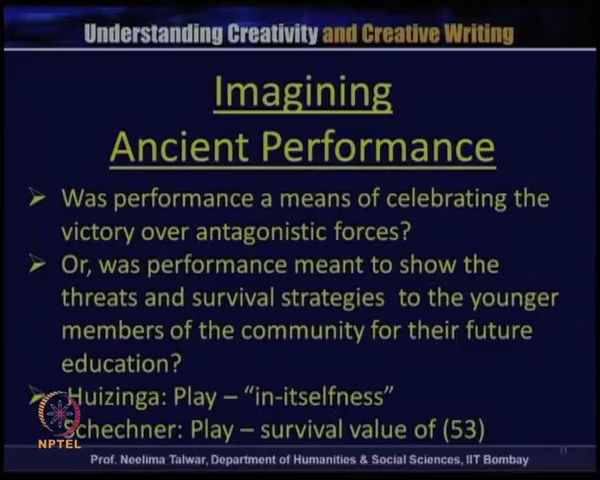 Understanding Creativity and Creative Writing
Imagining
Ancient Performance
Was performance a means of celebrating the
victory over antagonistic forces?
Or, was performance meant to show the
threats and survival strategies to the younger
members of the community for their future
education?
Huizinga: Play – “in-itselfness”
Schechner: Play – survival value of (53)
NPTEL
Prof. Neelima Talwar, Department of Humanities & Social Sciences, IIT Bombay